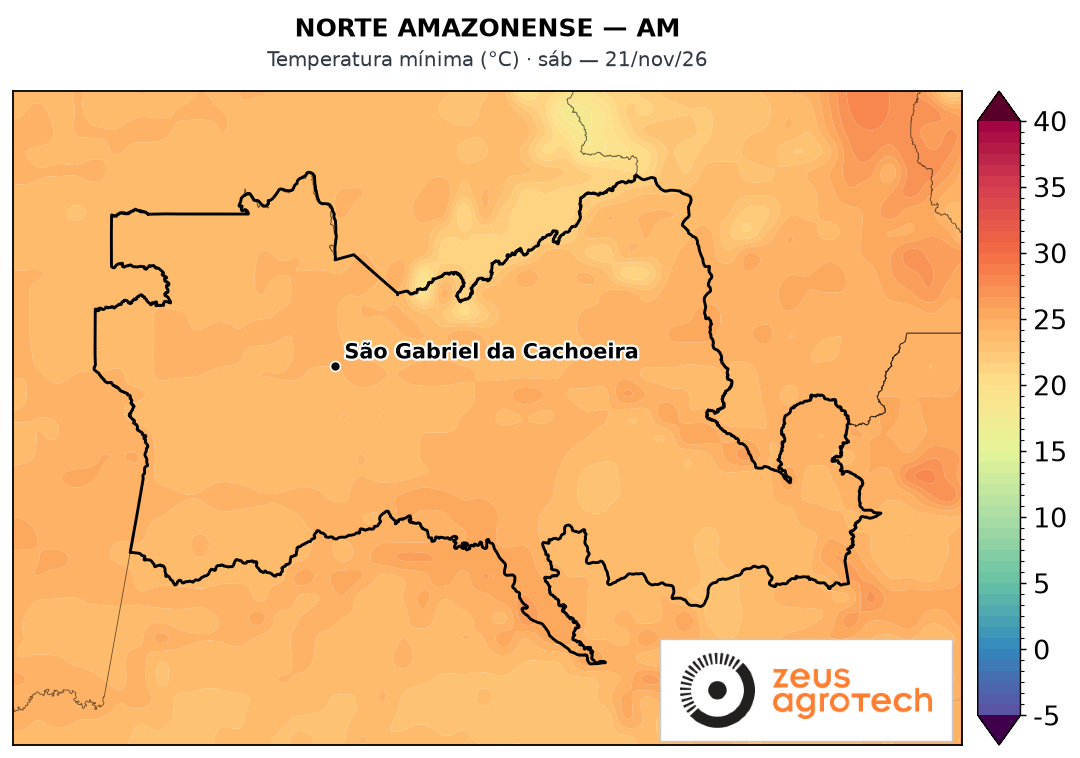 NORTE AMAZONENSE — AM
Temperatura mínima (°C) · sáb — 21/nov/26
São Gabriel da Cachoeira
40
35
30
25
20
15
10
5
0
-5
zeus
agrotech